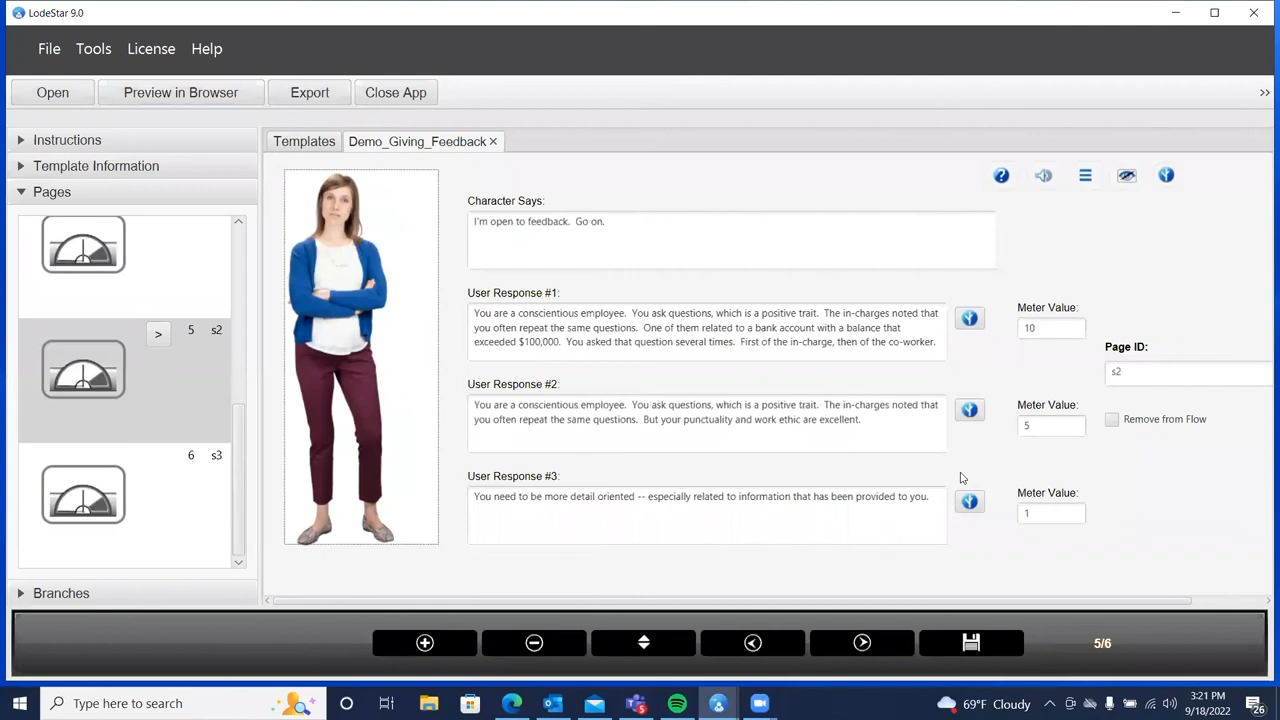 LodeStar 9.0
File Tools License Help
Open Preview in Browser Export Close App >>
Instructions
Template Information
Pages
> 5 s2
6 s3
Branches
Templates Demo_Giving_Feedback ×
Character Says:
I'm open to feedback. Go on.
User Response #1:
You are a conscientious employee. You ask questions, which is a positive trait. The in-charges noted that
you often repeat the same questions. One of them related to a bank account with a balance that
exceeded $100,000. You asked that question several times. First of the in-charge, then of the co-worker.
Meter Value:
10
Page ID:
s2
User Response #2:
You are a conscientious employee. You ask questions, which is a positive trait. The in-charges noted that
you often repeat the same questions. But your punctuality and work ethic are excellent.
Meter Value:
5
Remove from Flow
User Response #3:
You need to be more detail oriented -- especially related to information that has been provided to you.
Meter Value:
1
5/6
Type here to search
69°F Cloudy
3:21 PM
9/18/2022
26